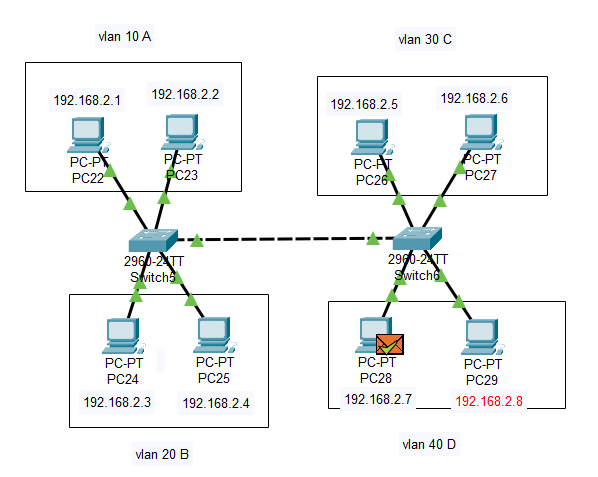 vlan 10 A
vlan 30 C
192.168.2.1
192.168.2.2
192.168.2.5
192.168.2.6
PC-PT
PC22
PC-PT
PC23
PC-PT
PC26
PC-PT
PC27
2960-24TT
Switch5
2960-24TT
Switch6
PC-PT
PC24
PC-PT
PC25
PC-PT
PC28
PC-PT
PC29
192.168.2.3
192.168.2.4
192.168.2.7
192.168.2.8
vlan 20 B
vlan 40 D